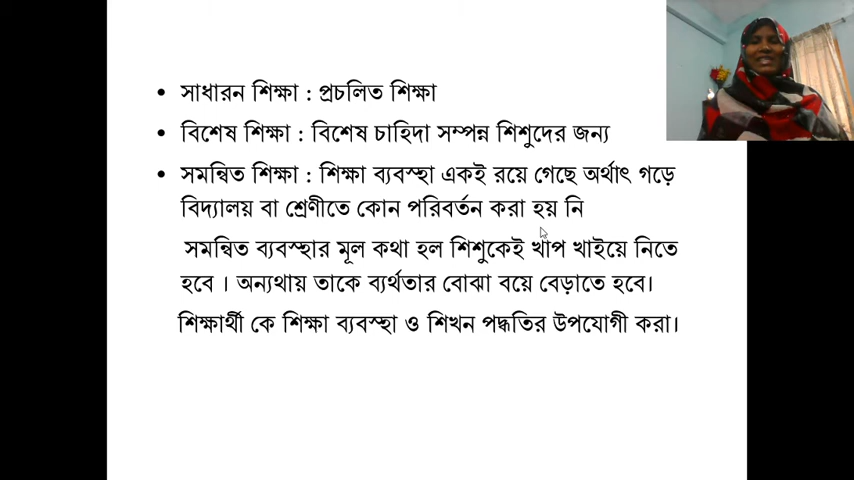 • সাধারন শিক্ষা : প্রচলিত শিক্ষা
• বিশেষ শিক্ষা : বিশেষ চাহিদা সম্পন্ন শিশুদের জন্য
• সমন্বিত শিক্ষা : শিক্ষা ব্যবস্হা একই রয়ে গেছে অর্থাৎ গড়ে
বিদ্যালয় বা শ্রেণীতে কোন পরিবর্তন করা হয় নি
সমন্বিত ব্যবস্হার মূল কথা হল শিশুকেই খাপ খাইয়ে নিতে
হবে । অন্যথায় তাকে ব্যর্থতার বোঝা বয়ে বেড়াতে হবে।
শিক্ষার্থী কে শিক্ষা ব্যবস্হা ও শিখন পদ্ধতির উপযোগী করা।